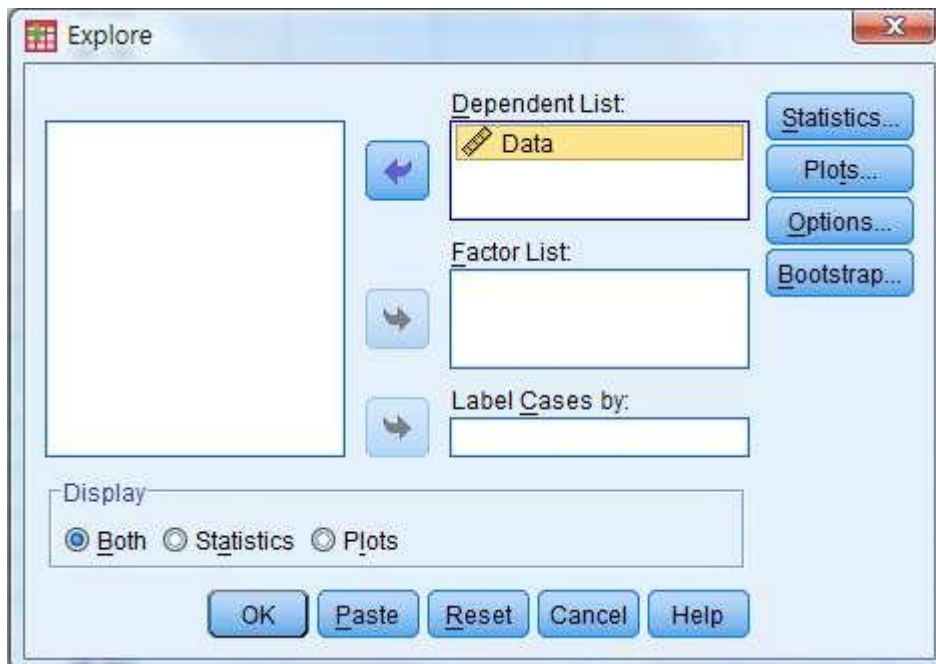 Explore
Dependent List:
Data
Factor List:
Label Cases by:
Statistics...
Plots...
Options...
Bootstrap...
Display
Both Statistics Plots
OK Paste Reset Cancel Help